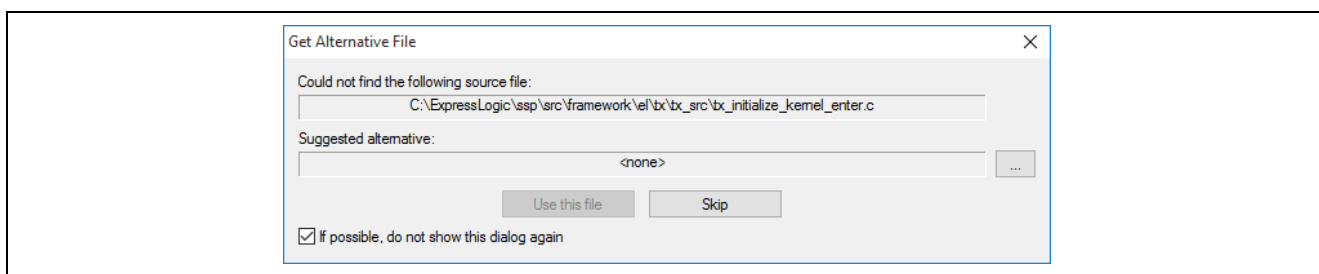 Get Alternative File
Could not find the following source file:
C:\ExpressLogic\ssp\src\framework\el\tx\tx_src\tx_initialize_kernel_enter.c
Suggested alternative:
<none>
...
Use this file
Skip
If possible, do not show this dialog again